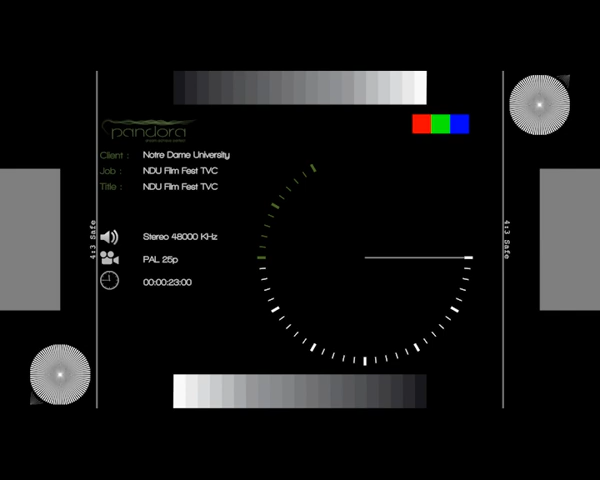 pandora
Client : Notre Dame University
Job : NDU Film Fest TVC
Title : NDU Film Fest TVC
4:3 Safe
4:3 Safe
Stereo 48000 KHz
PAL 25p
00:00:23:00